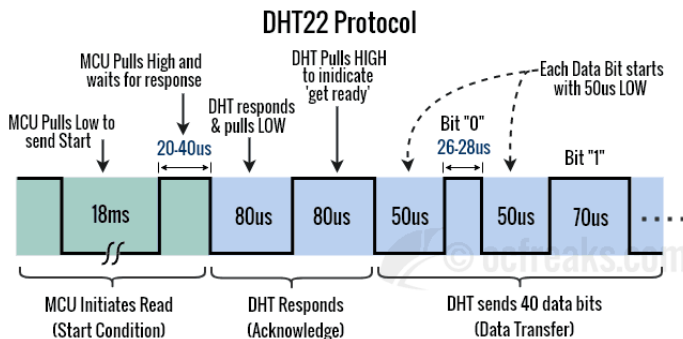 DHT22 Protocol
MCU Pulls High and
waits for response
DHT Pulls HIGH
to inidicate
'get ready'
Each Data Bit starts
with 50us LOW
MCU Pulls Low to
send Start
DHT responds
& pulls LOW
20-40us
Bit "0"
26-28us
Bit "1"
18ms
80us
80us
50us
50us
70us
© ocfreaks.com
MCU Initiates Read
(Start Condition)
DHT Responds
(Acknowledge)
DHT sends 40 data bits
(Data Transfer)